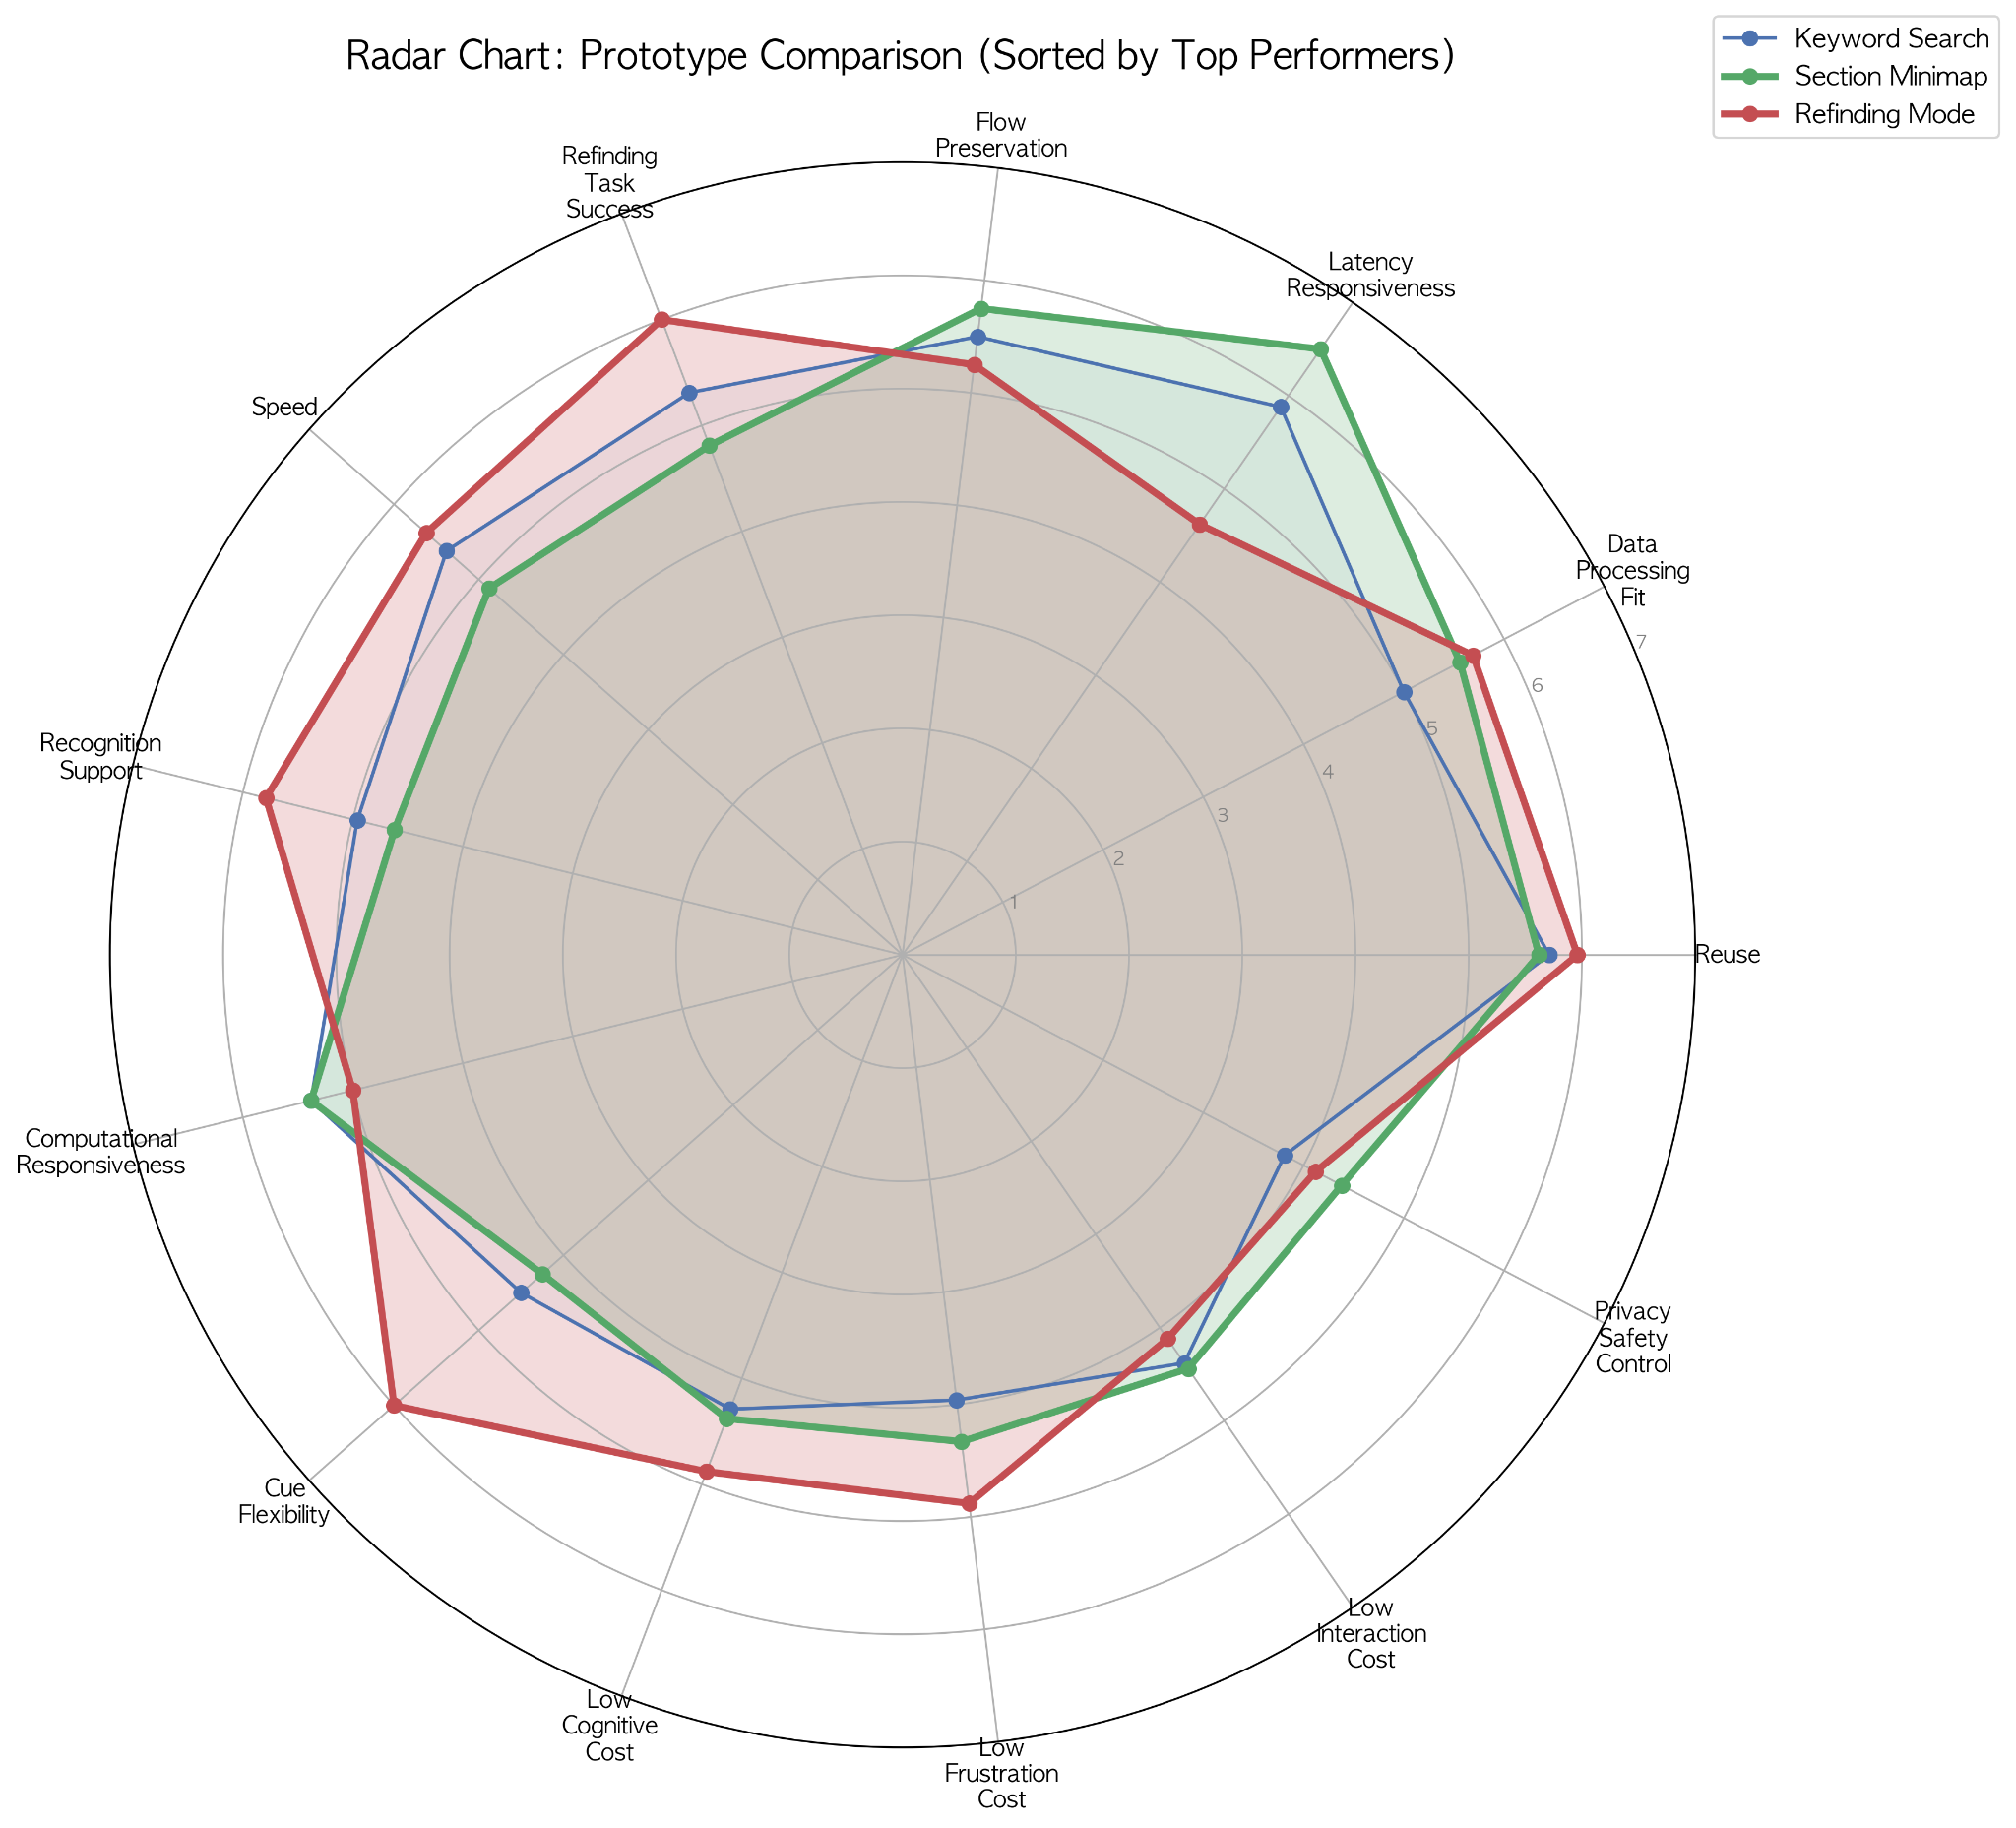 Radar Chart: Prototype Comparison (Sorted by Top Performers)
Keyword Search
Section Minimap
Refinding Mode
Flow
Preservation
Refinding
Task
Success
Latency
Responsiveness
Speed
Data
Processing
Fit
7
6
5
4
3
2
1
Recognition
Support
Reuse
Computational
Responsiveness
Privacy
Safety
Control
Cue
Flexibility
Low
Interaction
Cost
Low
Cognitive
Cost
Low
Frustration
Cost